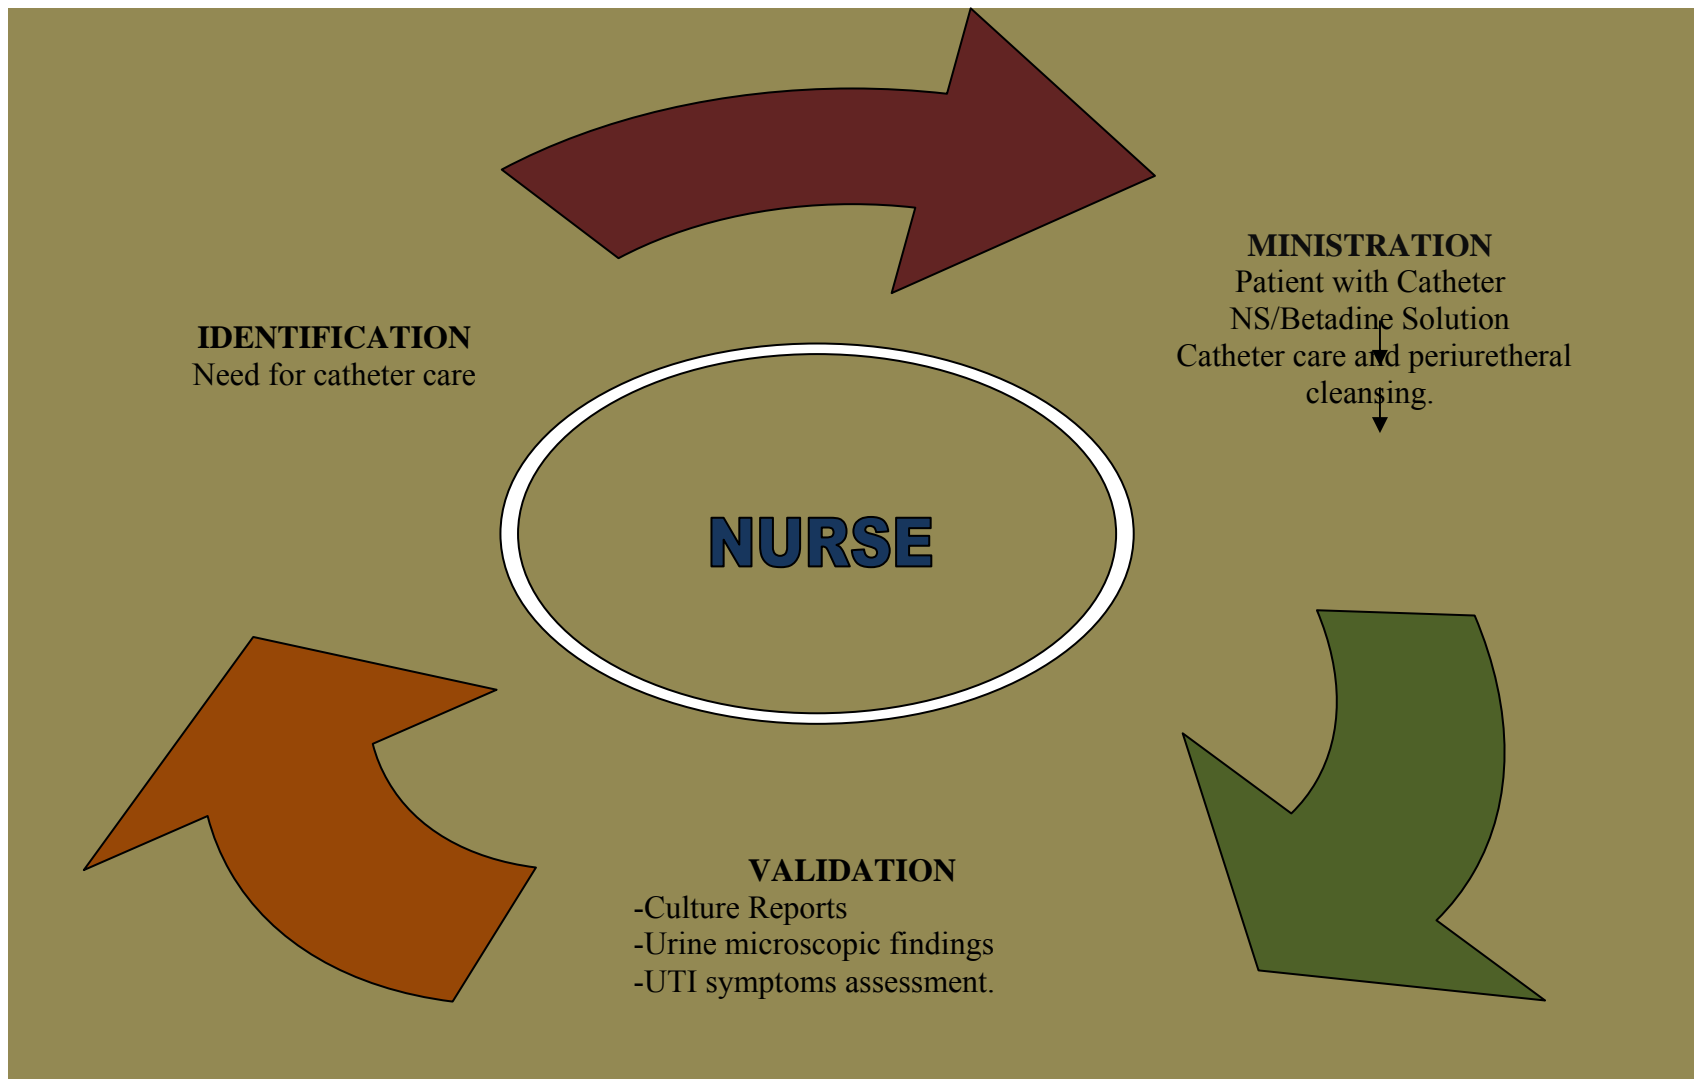 IDENTIFICATION
Need for catheter care
MINISTRATION
Patient with Catheter
NS/Betadine Solution
Catheter care and periuretheral
cleansing.
NURSE
VALIDATION
-Culture Reports
-Urine microscopic findings
-UTI symptoms assessment.